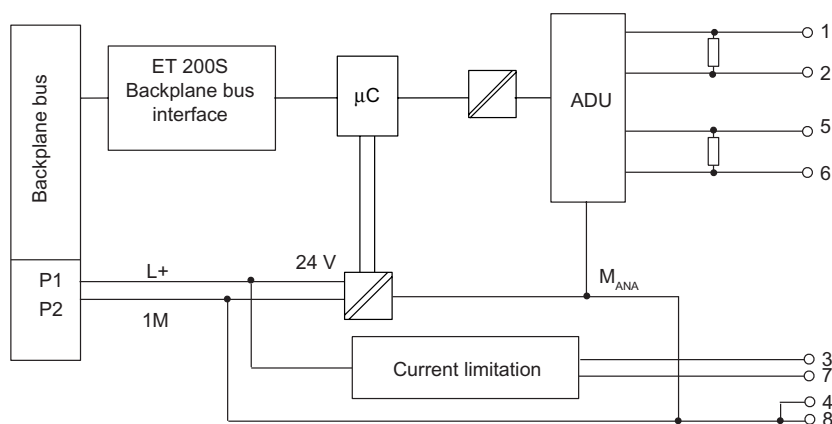 Backplane bus
ET 200S
Backplane bus
interface
µC
ADU
1
2
5
6
P1
L+
24 V
P2
1M
M_ANA
Current limitation
3
7
4
8